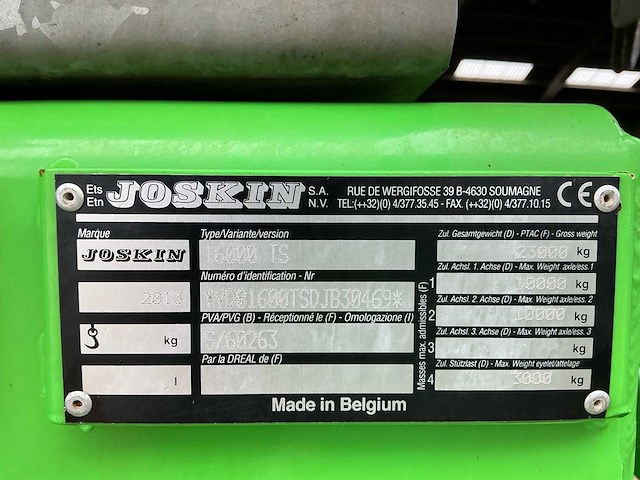 Ets Etn JOSKIN S.A. N.V. RUE DE WERGIFOSSE 39 B-4630 SOUMAGNE
TEL:(++32)(0) 4/377.35.45 - FAX. (++32)(0) 4/377.10.15 CE
Marque Type/Variante/version Zul. Gesamtgewicht (D) - PTAC (F) - Gross weight
JOSKIN 16000 TS 23000 kg
Numéro d'identification - Nr Zul. Achsl. 1. Achse (D) - Max. Weight axle/ess.1
2013 1 10000 kg
PVA/PVG (B) - Réceptionné le (F) - Omologazione (I) Zul. Achsl. 2. Achse (D) - Max. Weight axle/ess. 2
kg S/60263 2 10000 kg
Par la DREAL de (F) Zul. Achsl. 3. Achse (D) - Max. Weight axle/ess. 3
3 kg
Zul. Stützlast (D) - Max. Weight eyelet/attelage
l 4 3000 kg
Masses max. admissibles (F)
Made in Belgium